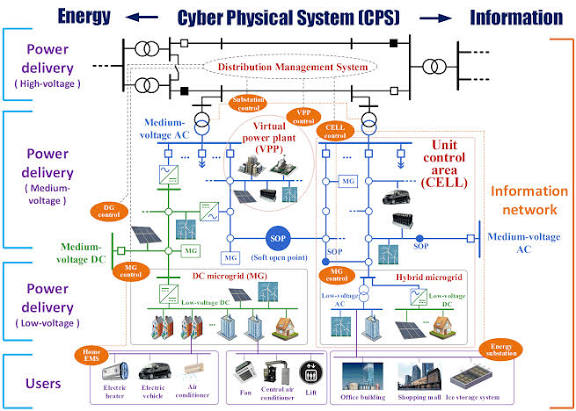 Energy
Cyber Physical System (CPS)
Information
Power
delivery
( High-voltage )
Distribution Management System
Substation
control
VPP
control
CELL
control
Medium-
voltage AC
Virtual
power plant
(VPP)
Unit
control
area
(CELL)
Power
delivery
( Medium-
voltage )
MG
MG
Information
network
DG
control
Medium-
voltage DC
MG
MG
SOP
(Soft open point)
SOP
SOP
Medium-voltage
AC
MG
control
DC microgrid (MG)
MG
control
Hybrid microgrid
Power
delivery
( Low-voltage )
Low-voltage DC
Low-voltage
AC
Low-voltage
DC
Users
Home
EMS
Energy
substation
Electric
heater
Electric
vehicle
Air
conditioner
Fan
Central air
conditioner
Lift
Office building
Shopping mall
Ice storage system